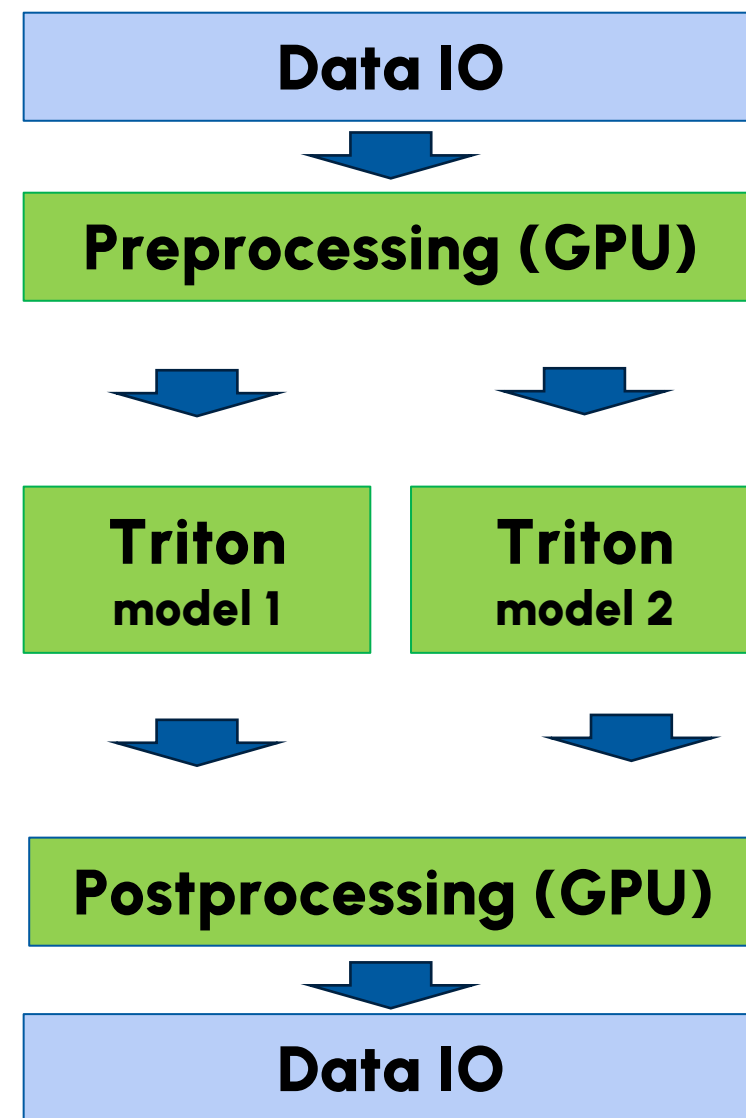 Data IO
Preprocessing (GPU)
Triton
model 1
Triton
model 2
Postprocessing (GPU)
Data IO